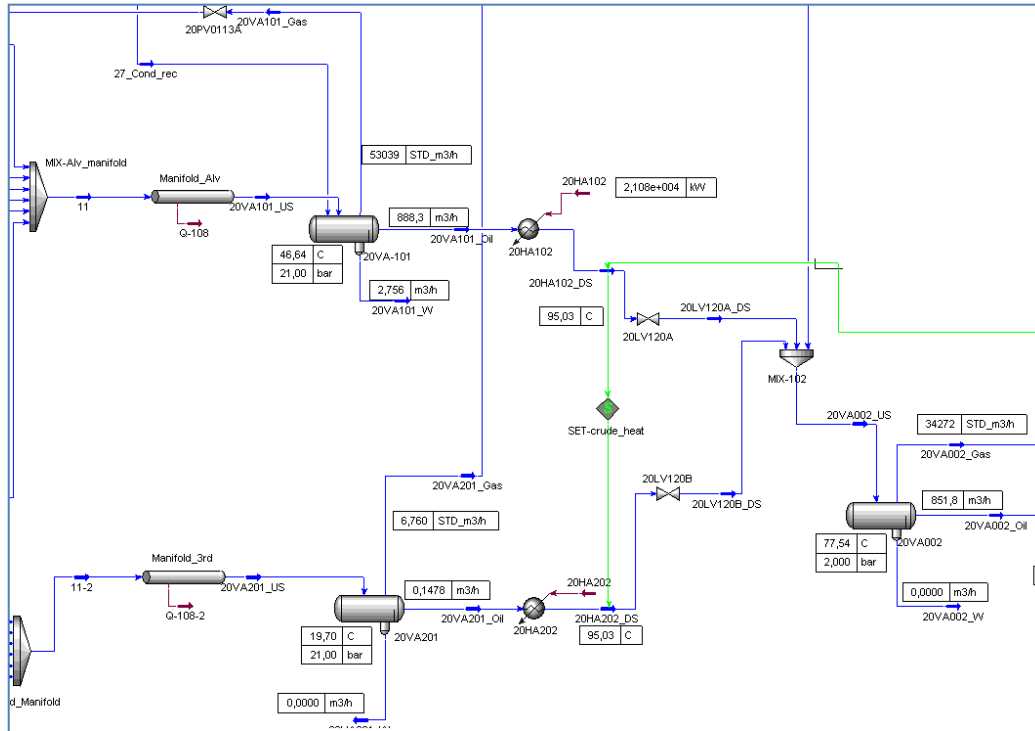 20VA101_Gas
20PV0113A
27_Cond_rec
53039 STD_m3/h
MIX-Alv_manifold
Manifold_Alv
11
20VA101_US
Q-108
888,3 m3/h
20VA101_Oil
20HA102
2,108e+004 kW
20HA102
46,64 C
21,00 bar
20VA-101
2,756 m3/h
20VA101_W
20HA102_DS
95,03 C
20LV120A_DS
20LV120A
MIX-102
S
SET-crude_heat
20VA002_US
34272 STD_m3/h
20VA002_Gas
20VA201_Gas
20LV120B
20LV120B_DS
851,8 m3/h
20VA002_Oil
6,760 STD_m3/h
77,54 C
2,000 bar
20VA002
Manifold_3rd
11-2
20VA201_US
Q-108-2
0,1478 m3/h
20VA201_Oil
20HA202
20HA202
20HA202_DS
95,03 C
0,0000 m3/h
20VA002_W
19,70 C
21,00 bar
20VA201
d_Manifold
0,0000 m3/h